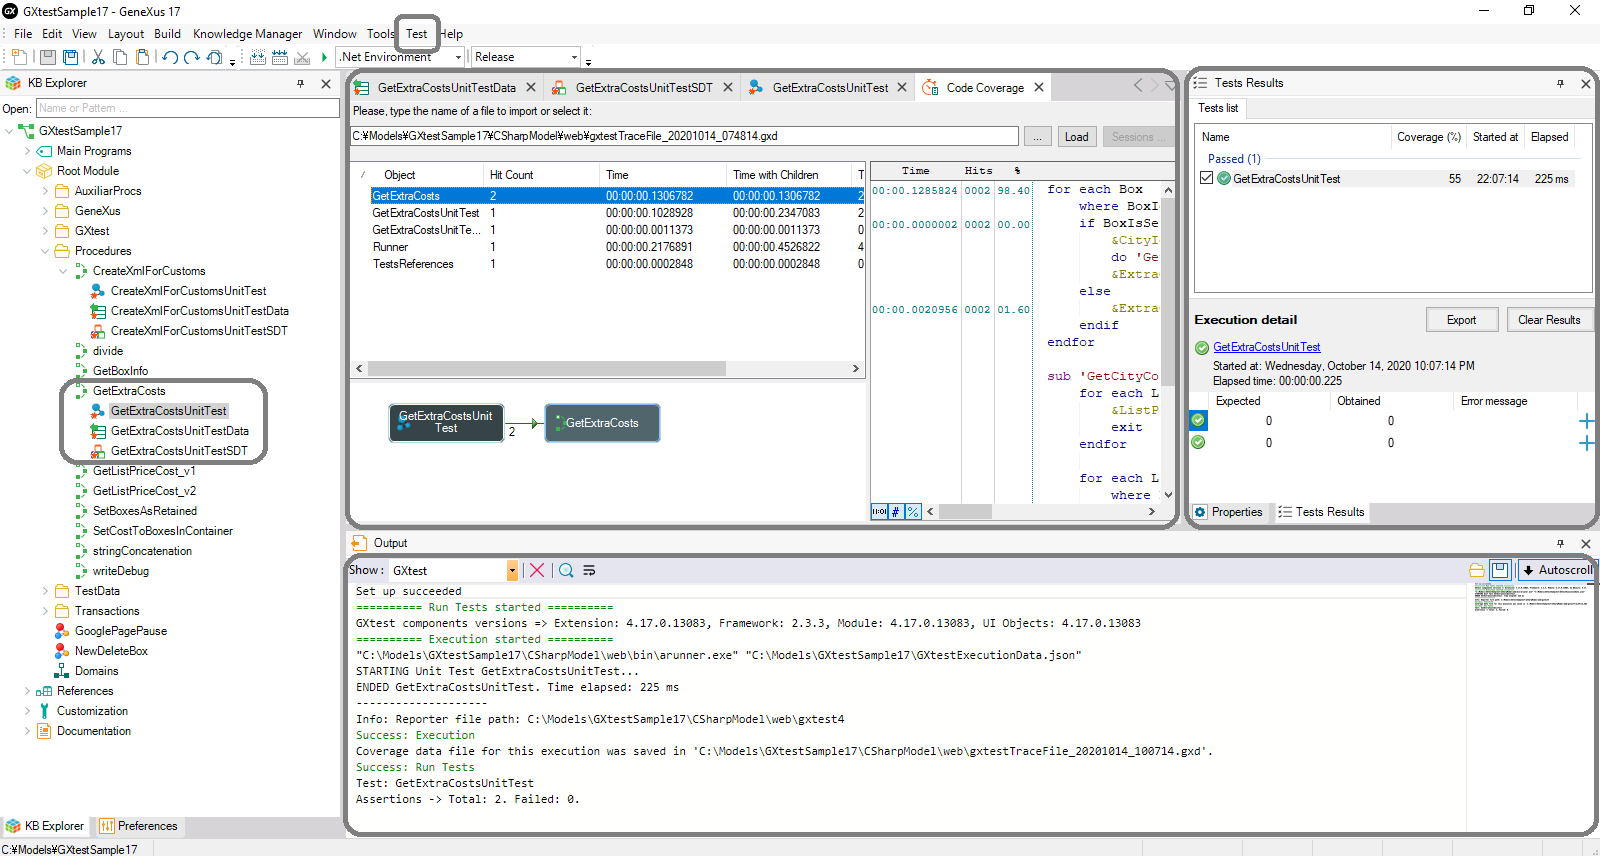 GXtestSample17 - GeneXus 17
File Edit View Layout Build Knowledge Manager Window Tools Test Help
.Net Environment Release
KB Explorer
Open: Name or Pattern ...
GXtestSample17
Main Programs
Root Module
AuxiliarProcs
GeneXus
GXtest
Procedures
CreateXmlForCustoms
CreateXmlForCustomsUnitTest
CreateXmlForCustomsUnitTestData
CreateXmlForCustomsUnitTestSDT
divide
GetBoxInfo
GetExtraCosts
GetExtraCostsUnitTest
GetExtraCostsUnitTestData
GetExtraCostsUnitTestSDT
GetListPriceCost_v1
GetListPriceCost_v2
SetBoxesAsRetained
SetCostToBoxesInContainer
stringConcatenation
writeDebug
TestData
Transactions
GooglePagePause
NewDeleteBox
Domains
References
Customization
Documentation
KB Explorer Preferences
C:¥Models¥GXtestSample17
GetExtraCostsUnitTestData GetExtraCostsUnitTestSDT GetExtraCostsUnitTest Code Coverage
Please, type the name of a file to import or select it:
C:¥Models¥GXtestSample17¥CSharpModel¥web¥gxtestTraceFile_20201014_074814.gxd ... Load Sessions ...
Object Hit Count Time Time with Children T
GetExtraCosts 2 00:00:00.1306782 00:00:00.1306782 2
GetExtraCostsUnitTest 1 00:00:00.1028928 00:00:00.2347083 2
GetExtraCostsUnitTe... 1 00:00:00.0011373 00:00:00.0011373 0
Runner 1 00:00:00.2176891 00:00:00.4526822 4
TestsReferences 1 00:00:00.0002848 00:00:00.0002848 0
GetExtraCostsUnit
Test
2
GetExtraCosts
Time Hits %
00:00:00.1285824 0002 98.40 for each Box
where BoxI
00:00:00.0000002 0002 00.00 if BoxIsSe
&CityI
do 'Ge
&Extra
else
00:00:00.0020956 0002 01.60 &Extra
endif
endfor
sub 'GetCityCo
for each L
&ListP
exit
endfor
for each L
where
# %
Tests Results
Tests list
Name Coverage (%) Started at Elapsed
Passed (1)
GetExtraCostsUnitTest 55 22:07:14 225 ms
Execution detail Export Clear Results
GetExtraCostsUnitTest
Started at: Wednesday, October 14, 2020 10:07:14 PM
Elapsed time: 00:00:00.225
Expected Obtained Error message
0 0
0 0
Properties Tests Results
Output
Show: GXtest Autoscroll
Set up succeeded
========== Run Tests started ==========
GXtest components versions => Extension: 4.17.0.13083, Framework: 2.3.3, Module: 4.17.0.13083, UI Objects: 4.17.0.13083
========== Execution started ==========
"C:\Models\GXtestSample17\CSharpModel\web\bin\arunner.exe" "C:\Models\GXtestSample17\GXtestExecutionData.json"
STARTING Unit Test GetExtraCostsUnitTest...
ENDED GetExtraCostsUnitTest. Time elapsed: 225 ms
--------------------
Info: Reporter file path: C:\Models\GXtestSample17\CSharpModel\web\gxtest4
Success: Execution
Coverage data file for this execution was saved in 'C:\Models\GXtestSample17\CSharpModel\web\gxtestTraceFile_20201014_100714.gxd'.
Success: Run Tests
Test: GetExtraCostsUnitTest
Assertions -> Total: 2. Failed: 0.